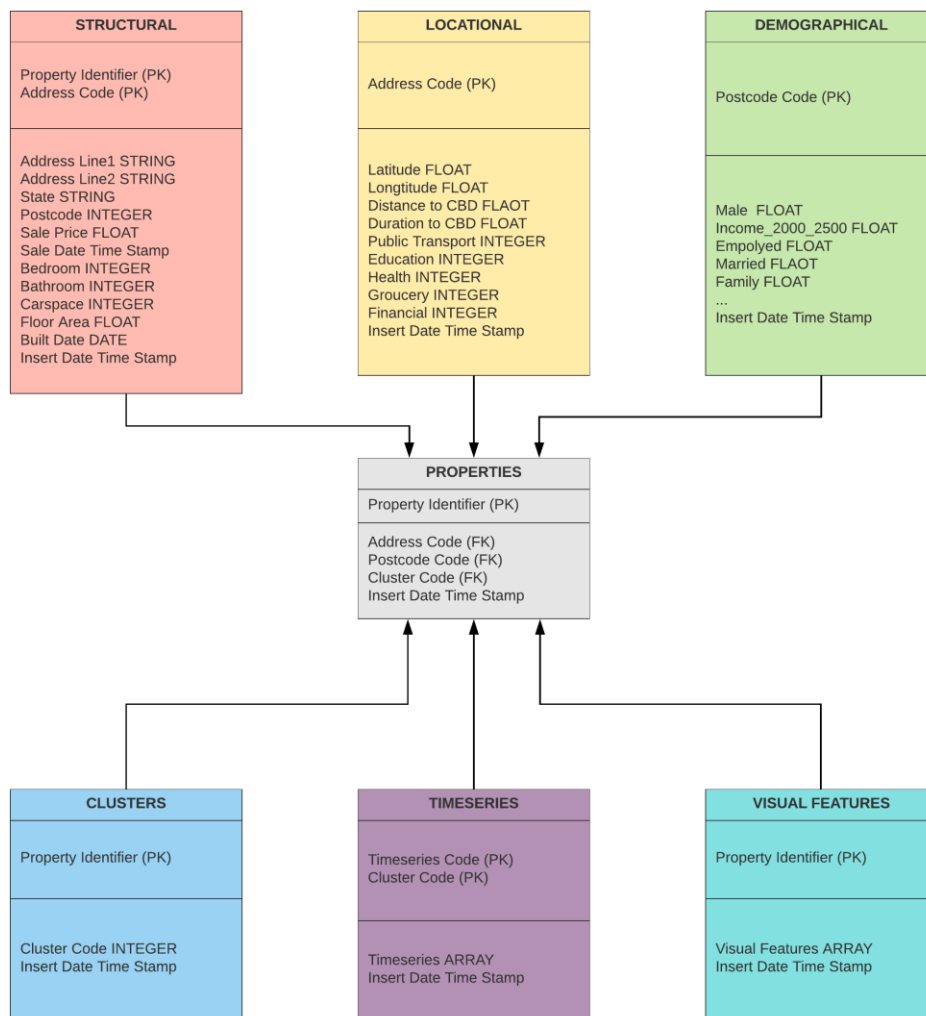 STRUCTURAL
Property Identifier (PK)
Address Code (PK)
Address Line1 STRING
Address Line2 STRING
State STRING
Postcode INTEGER
Sale Price FLOAT
Sale Date Time Stamp
Bedroom INTEGER
Bathroom INTEGER
Carspace INTEGER
Floor Area FLOAT
Built Date DATE
Insert Date Time Stamp
LOCATIONAL
Address Code (PK)
Latitude FLOAT
Longtitude FLOAT
Distance to CBD FLAOT
Duration to CBD FLOAT
Public Transport INTEGER
Education INTEGER
Health INTEGER
Groucery INTEGER
Financial INTEGER
Insert Date Time Stamp
DEMOGRAPHICAL
Postcode Code (PK)
Male  FLOAT
Income_2000_2500 FLOAT
Empolyed FLOAT
Married FLAOT
Family FLOAT
...
Insert Date Time Stamp
PROPERTIES
Property Identifier (PK)
Address Code (FK)
Postcode Code (FK)
Cluster Code (FK)
Insert Date Time Stamp
CLUSTERS
Property Identifier (PK)
Cluster Code INTEGER
Insert Date Time Stamp
TIMESERIES
Timeseries Code (PK)
Cluster Code (PK)
Timeseries ARRAY
Insert Date Time Stamp
VISUAL FEATURES
Property Identifier (PK)
Visual Features ARRAY
Insert Date Time Stamp